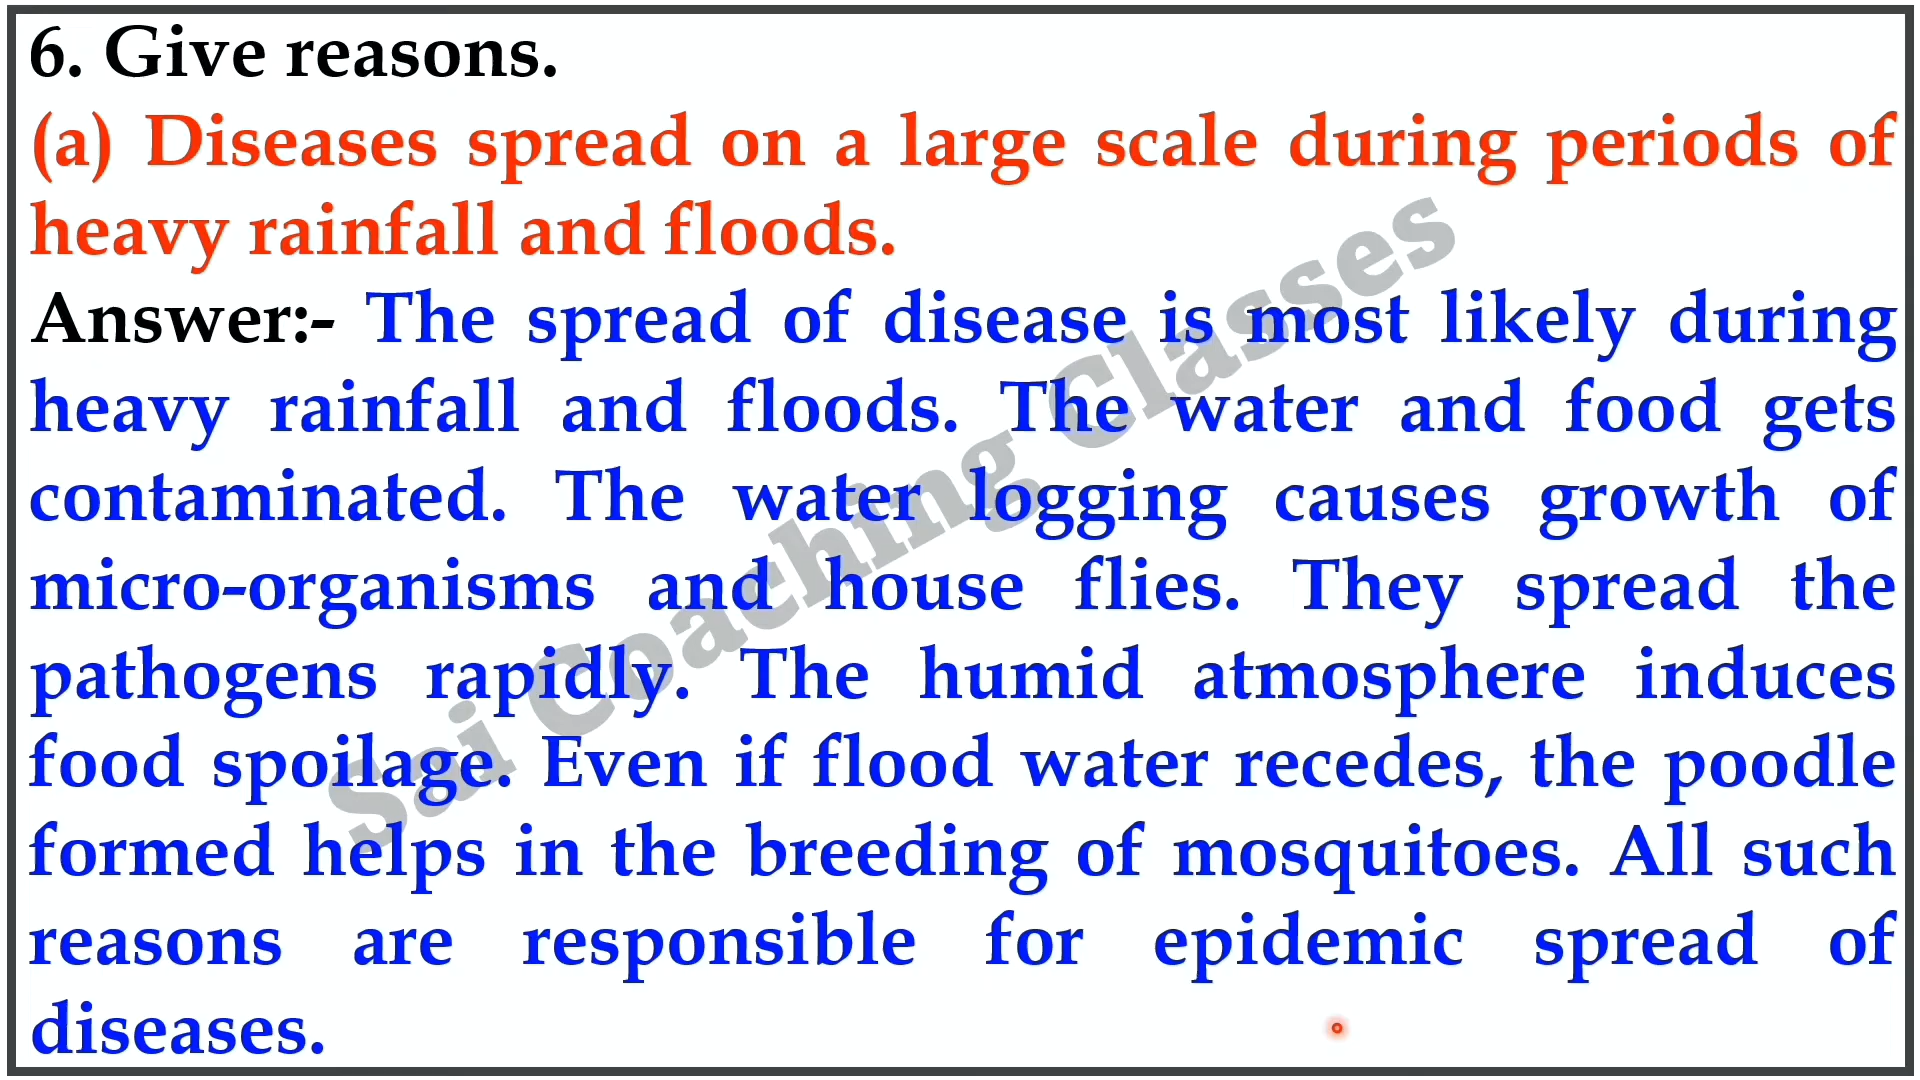 6. Give reasons.
(a) Diseases spread on a large scale during periods of
heavy rainfall and floods.
Answer:- The spread of disease is most likely during
heavy rainfall and floods. The water and food gets
contaminated. The water logging causes growth of
micro-organisms and house flies. They spread the
pathogens rapidly. The humid atmosphere induces
food spoilage. Even if flood water recedes, the poodle
formed helps in the breeding of mosquitoes. All such
reasons are responsible for epidemic spread of
diseases.
Sai Coaching Classes